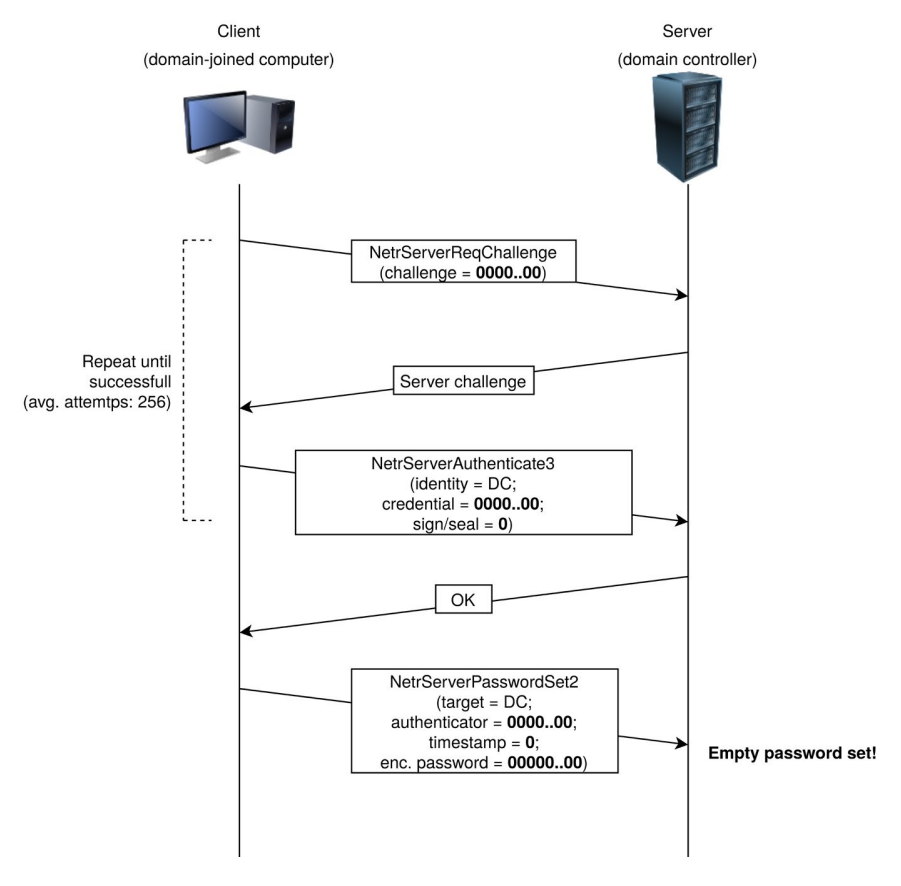 Client
(domain-joined computer)
Server
(domain controller)
NetrServerReqChallenge
(challenge = 0000..00)
Server challenge
Repeat until
successfull
(avg. attemtps: 256)
NetrServerAuthenticate3
(identity = DC;
credential = 0000..00;
sign/seal = 0)
OK
NetrServerPasswordSet2
(target = DC;
authenticator = 0000..00;
timestamp = 0;
enc. password = 00000..00)
Empty password set!